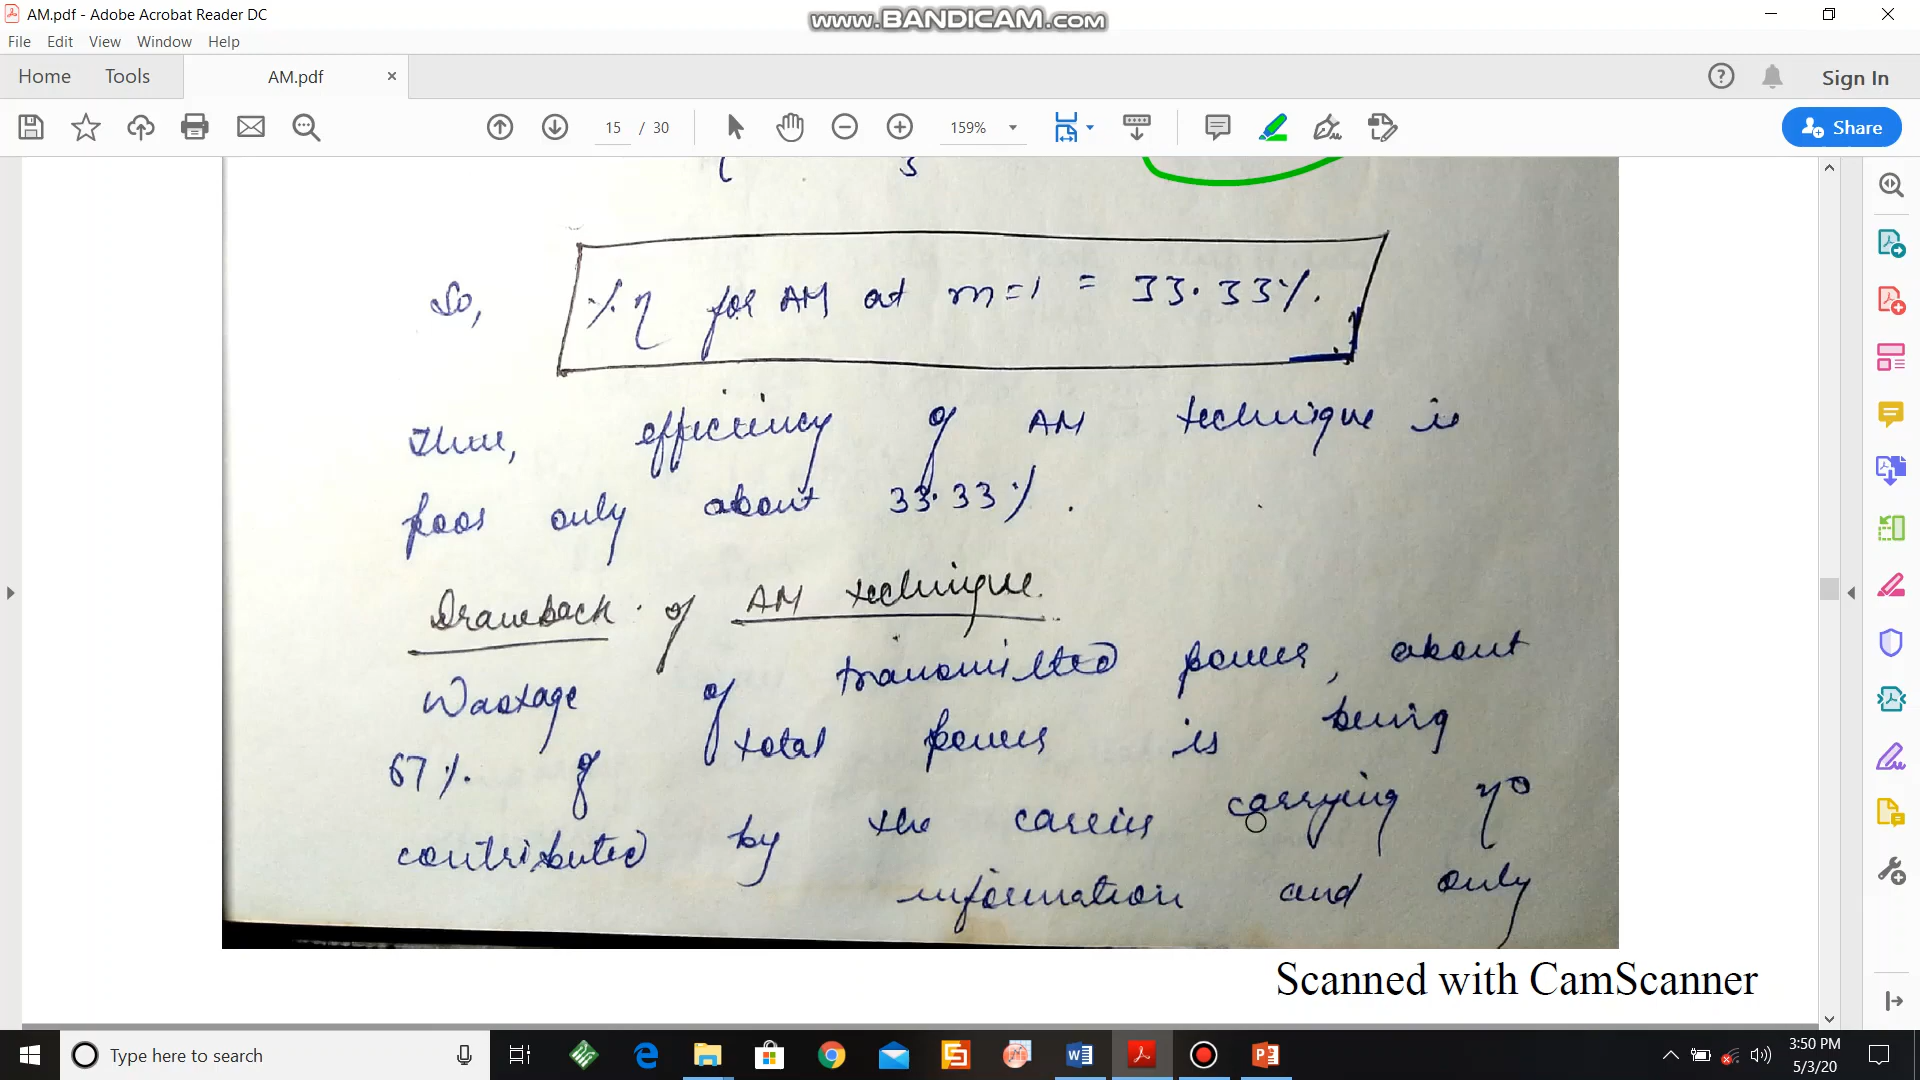 AM.pdf - Adobe Acrobat Reader DC
www.BANDICAM.com
File Edit View Window Help
Home Tools AM.pdf × Sign In
15 / 30 159% Share
So, % η for AM at m=1 = 33.33%.
Thus, efficiency of AM technique is
poor only about 33.33%.
Drawback of AM technique.
Wastage of transmitted power, about
67% of total power is being
contributed by the carrier carrying no
information and only
Scanned with CamScanner
Type here to search
3:50 PM
5/3/20